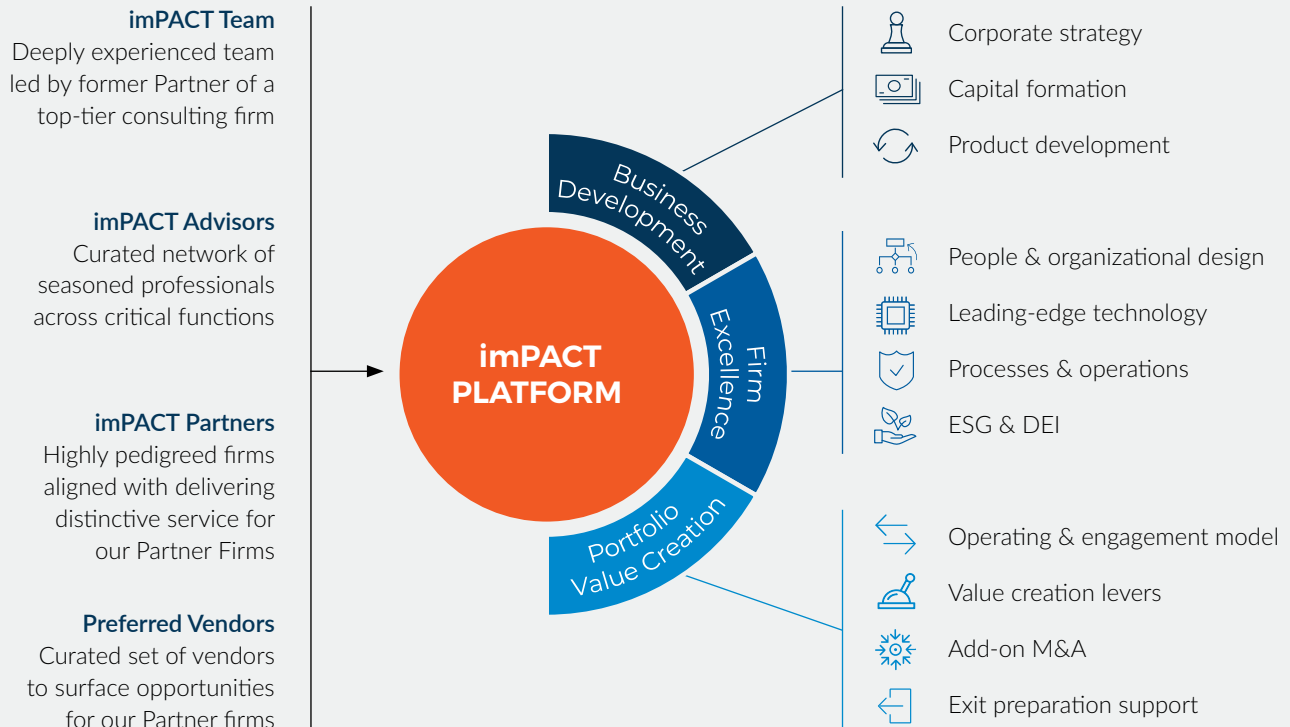 imPACT Team
Deeply experienced team
led by former Partner of a
top-tier consulting firm
imPACT Advisors
Curated network of
seasoned professionals
across critical functions
imPACT Partners
Highly pedigreed firms
aligned with delivering
distinctive service for
our Partner Firms
Preferred Vendors
Curated set of vendors
to surface opportunities
for our Partner firms
imPACT
PLATFORM
Business
Development
Firm
Excellence
Portfolio
Value Creation
Corporate strategy
Capital formation
Product development
People & organizational design
Leading-edge technology
Processes & operations
ESG & DEI
Operating & engagement model
Value creation levers
Add-on M&A
Exit preparation support